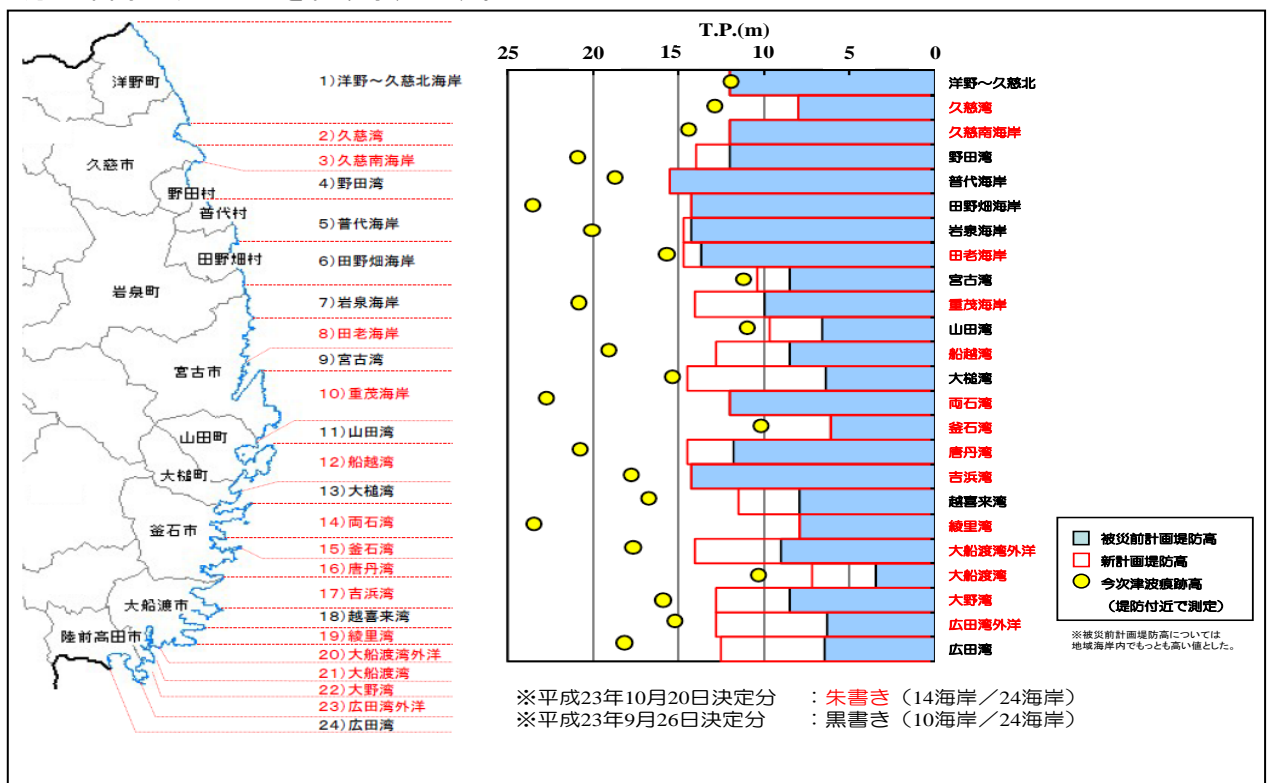 洋野町
久慈市
野田村
普代村
田野畑村
岩泉町
宮古市
山田町
大槌町
釜石市
大船渡市
陸前高田市
1)洋野～久慈北海岸
2)久慈湾
3)久慈南海岸
4)野田湾
5)普代海岸
6)田野畑海岸
7)岩泉海岸
8)田老海岸
9)宮古湾
10)重茂海岸
11)山田湾
12)船越湾
13)大槌湾
14)両石湾
15)釜石湾
16)唐丹湾
17)吉浜湾
18)越喜来湾
19)綾里湾
20)大船渡湾外洋
21)大船渡湾
22)大野湾
23)広田湾外洋
24)広田湾
T.P.(m)
25 20 15 10 5 0
洋野～久慈北
久慈湾
久慈南海岸
野田湾
普代海岸
田野畑海岸
岩泉海岸
田老海岸
宮古湾
重茂海岸
山田湾
船越湾
大槌湾
両石湾
釜石湾
唐丹湾
吉浜湾
越喜来湾
綾里湾
大船渡湾外洋
大船渡湾
大野湾
広田湾外洋
広田湾
被災前計画堤防高
新計画堤防高
今次津波痕跡高
（堤防付近で測定）
※被災前計画堤防高については
地域海岸内でもっとも高い値とした。
※平成23年10月20日決定分 ：朱書き（14海岸／24海岸）
※平成23年9月26日決定分 ：黒書き（10海岸／24海岸）